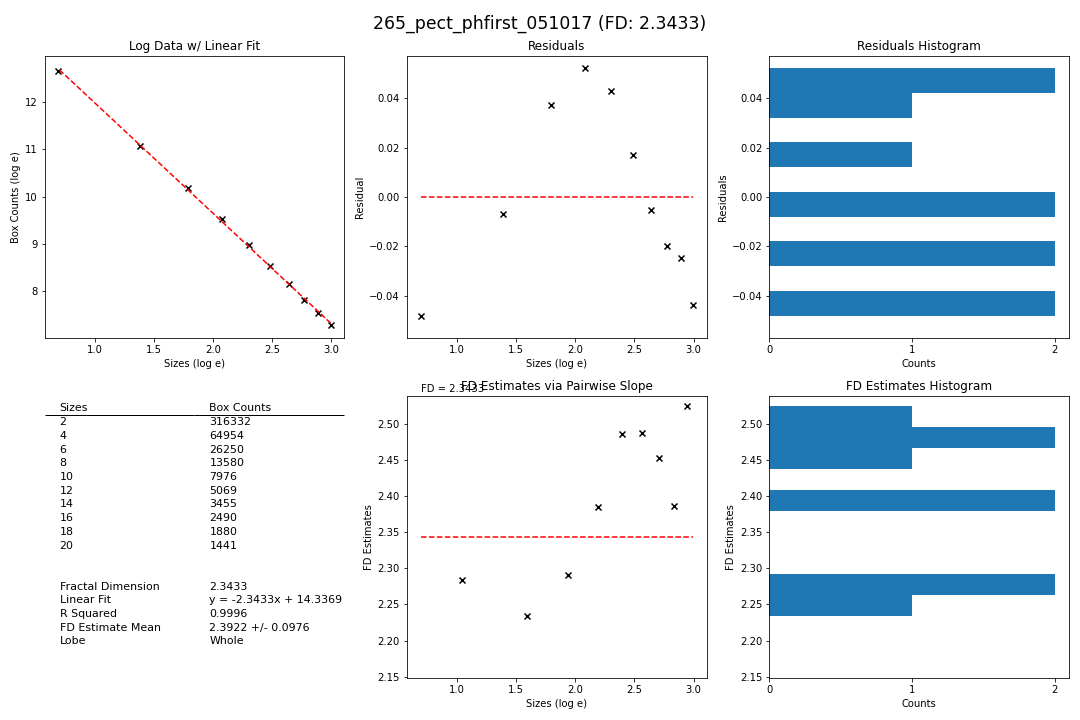 265_pect_phfirst_051017 (FD: 2.3433)
Log Data w/ Linear Fit
Box Counts (log e)
12
11
10
9
8
1.0 1.5 2.0 2.5 3.0
Sizes (log e)
Residuals
Residual
0.04
0.02
0.00
−0.02
−0.04
1.0 1.5 2.0 2.5 3.0
Sizes (log e)
Residuals Histogram
Residuals
0.04
0.02
0.00
−0.02
−0.04
0 1 2
Counts
Sizes Box Counts
2 316332
4 64954
6 26250
8 13580
10 7976
12 5069
14 3455
16 2490
18 1880
20 1441
Fractal Dimension 2.3433
Linear Fit y = -2.3433x + 14.3369
R Squared 0.9996
FD Estimate Mean 2.3922 +/- 0.0976
Lobe Whole
FD Estimates via Pairwise Slope
FD = 2.3433
FD Estimates
2.50
2.45
2.40
2.35
2.30
2.25
2.20
2.15
1.0 1.5 2.0 2.5 3.0
Sizes (log e)
FD Estimates Histogram
FD Estimates
2.50
2.45
2.40
2.35
2.30
2.25
2.20
2.15
0 1 2
Counts